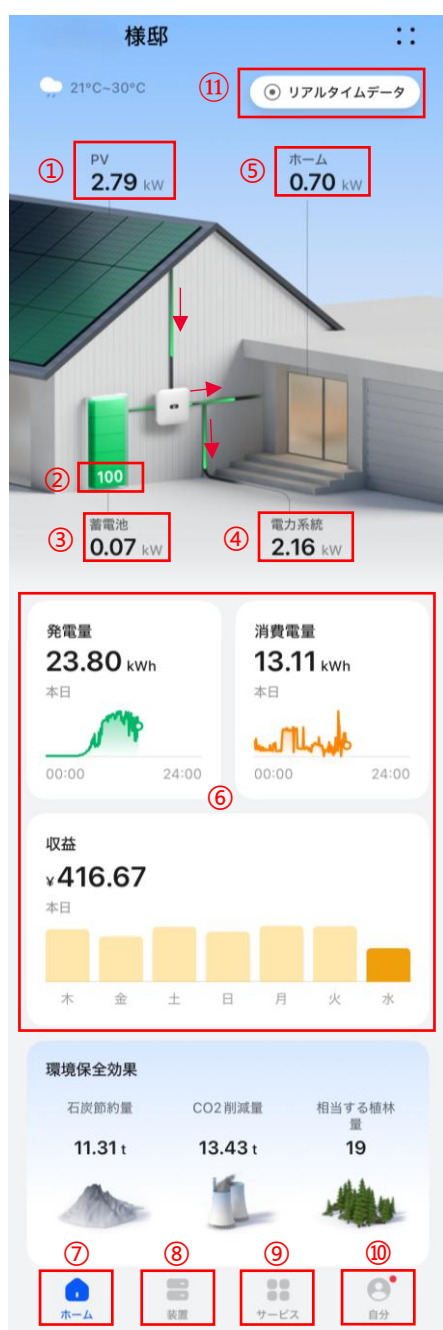 様邸
21°C~30°C
⑪
リアルタイムデータ
①
PV
2.79 kW
⑤
ホーム
0.70 kW
②
100
③
蓄電池
0.07 kW
④
電力系統
2.16 kW
発電量
23.80 kWh
本日
00:00 24:00
消費電量
13.11 kWh
本日
00:00 24:00
⑥
収益
¥416.67
本日
木 金 土 日 月 火 水
環境保全効果
石炭節約量
11.31 t
CO2削減量
13.43 t
相当する植林
量
19
⑦ ⑧ ⑨ ⑩
ホーム 装置 サービス 自分